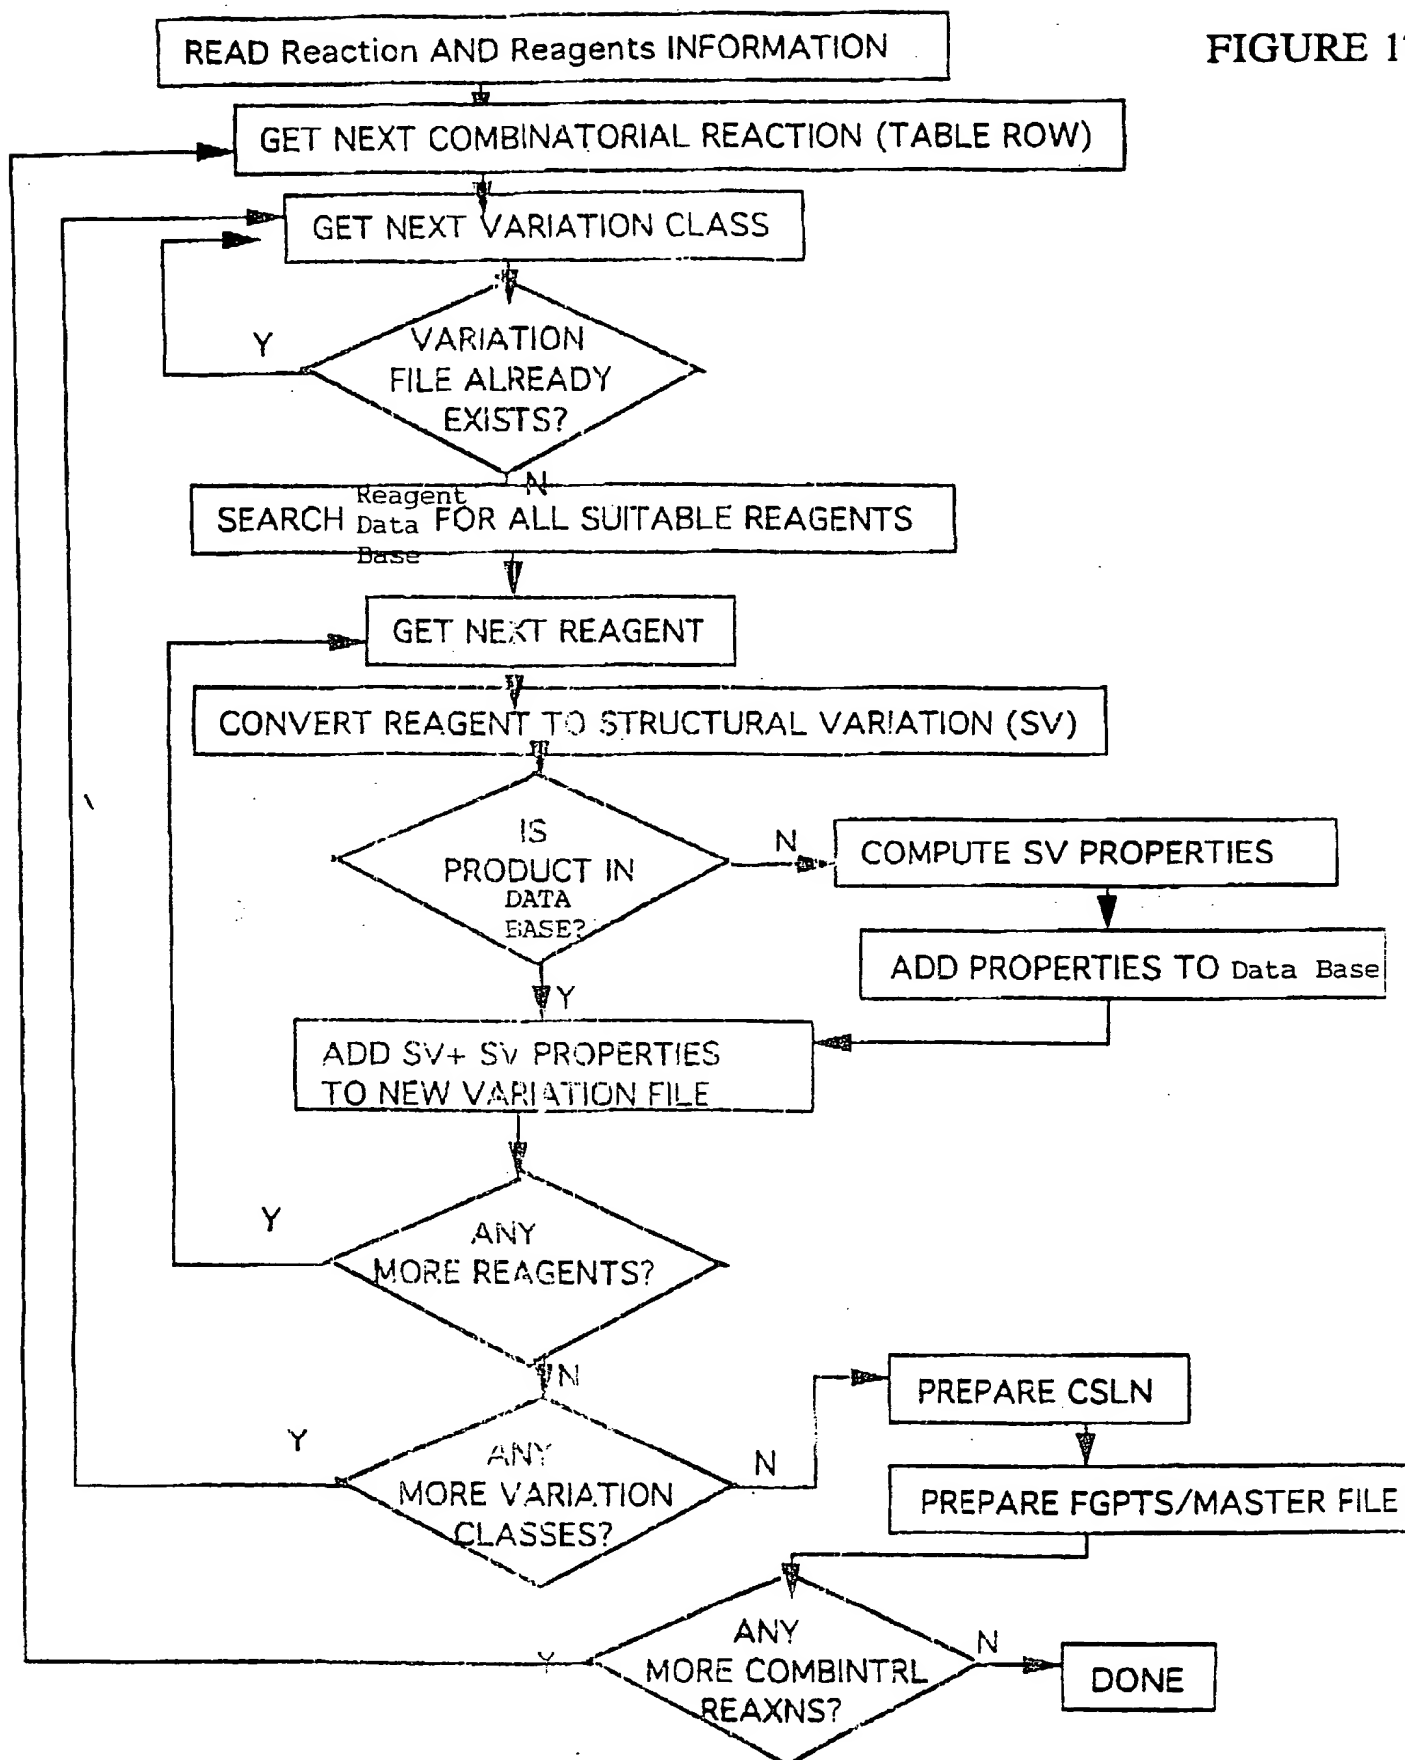 FIGURE 17
READ Reaction AND Reagents INFORMATION
GET NEXT COMBINATORIAL REACTION (TABLE ROW)
GET NEXT VARIATION CLASS
Y
VARIATION
FILE ALREADY
EXISTS?
N
SEARCH Reagent Data Base FOR ALL SUITABLE REAGENTS
GET NEXT REAGENT
CONVERT REAGENT TO STRUCTURAL VARIATION (SV)
IS
PRODUCT IN
DATA
BASE?
N
COMPUTE SV PROPERTIES
ADD PROPERTIES TO Data Base
Y
ADD SV+ SV PROPERTIES
TO NEW VARIATION FILE
Y
ANY
MORE REAGENTS?
N
PREPARE CSLN
Y
ANY
MORE VARIATION
CLASSES?
N
PREPARE FGPTS/MASTER FILE
Y
ANY
MORE COMBINTRL
REAXNS?
N
DONE